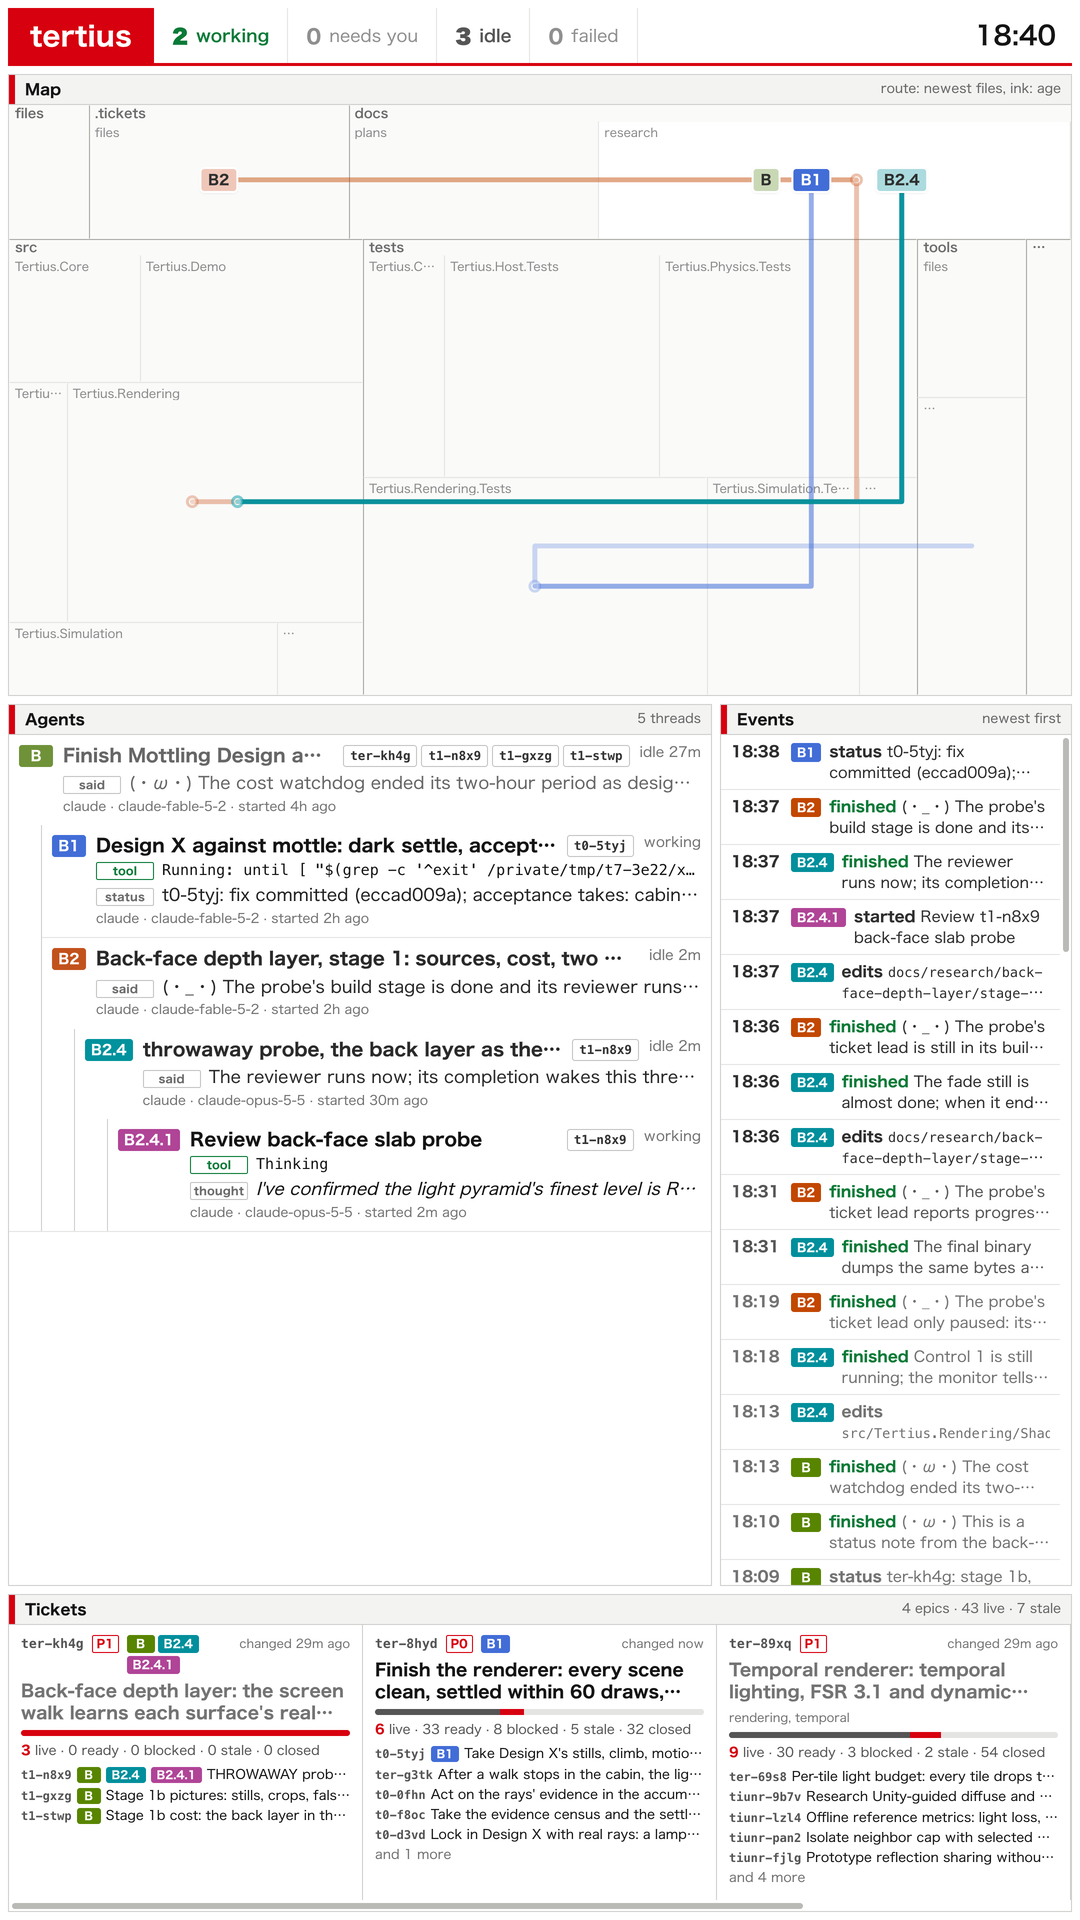 tertius
2 working
0 needs you
3 idle
0 failed
18:40
Map
route: newest files, ink: age
files
.tickets
docs
files
plans
research
B2
B
B1
B2.4
src
tests
tools
···
Tertius.Core
Tertius.Demo
Tertius.C···
Tertius.Host.Tests
Tertius.Physics.Tests
files
Tertiu···
Tertius.Rendering
···
Tertius.Rendering.Tests
Tertius.Simulation.Te···
···
Tertius.Simulation
···
Agents
5 threads
B Finish Mottling Design a··· ter-kh4g t1-n8x9 t1-gxzg t1-stwp idle 27m
said (・ω・) The cost watchdog ended its two-hour period as desig···
claude · claude-fable-5-2 · started 4h ago
B1 Design X against mottle: dark settle, accept··· t0-5tyj working
tool Running: until [ "$(grep -c '^exit' /private/tmp/t7-3e22/x…
status t0-5tyj: fix committed (eccad009a); acceptance takes: cabin···
claude · claude-fable-5-2 · started 2h ago
B2 Back-face depth layer, stage 1: sources, cost, two ··· idle 2m
said (・_・) The probe's build stage is done and its reviewer runs···
claude · claude-fable-5-2 · started 2h ago
B2.4 throwaway probe, the back layer as the··· t1-n8x9 idle 2m
said The reviewer runs now; its completion wakes this thre···
claude · claude-opus-5-5 · started 30m ago
B2.4.1 Review back-face slab probe t1-n8x9 working
tool Thinking
thought I've confirmed the light pyramid's finest level is R···
claude · claude-opus-5-5 · started 2m ago
Events
newest first
18:38 B1 status t0-5tyj: fix
committed (eccad009a);···
18:37 B2 finished (・_・) The probe's
build stage is done and its···
18:37 B2.4 finished The reviewer
runs now; its completion···
18:37 B2.4.1 started Review t1-n8x9
back-face slab probe
18:37 B2.4 edits docs/research/back-
face-depth-layer/stage-···
18:36 B2 finished (・_・) The probe's
ticket lead is still in its buil···
18:36 B2.4 finished The fade still is
almost done; when it end···
18:36 B2.4 edits docs/research/back-
face-depth-layer/stage-···
18:31 B2 finished (・_・) The probe's
ticket lead reports progres···
18:31 B2.4 finished The final binary
dumps the same bytes a···
18:19 B2 finished (・_・) The probe's
ticket lead only paused: its···
18:18 B2.4 finished Control 1 is still
running; the monitor tells···
18:13 B2.4 edits
src/Tertius.Rendering/Shac
18:13 B finished (・ω・) The cost
watchdog ended its two-···
18:10 B finished (・ω・) This is a
status note from the back-···
18:09 B status ter-kh4g: stage 1b,
Tickets
4 epics · 43 live · 7 stale
ter-kh4g P1 B B2.4 changed 29m ago
B2.4.1
Back-face depth layer: the screen
walk learns each surface's real···
3 live · 0 ready · 0 blocked · 0 stale · 0 closed
t1-n8x9 B B2.4 B2.4.1 THROWAWAY prob···
t1-gxzg B Stage 1b pictures: stills, crops, fals···
t1-stwp B Stage 1b cost: the back layer in th···
ter-8hyd P0 B1 changed now
Finish the renderer: every scene
clean, settled within 60 draws,···
6 live · 33 ready · 8 blocked · 5 stale · 32 closed
t0-5tyj B1 Take Design X's stills, climb, motio···
ter-g3tk After a walk stops in the cabin, the lig···
t0-0fhn Act on the rays' evidence in the accum···
t0-f8oc Take the evidence census and the settl···
t0-d3vd Lock in Design X with real rays: a lamp···
and 1 more
ter-89xq P1 changed 29m ago
Temporal renderer: temporal
lighting, FSR 3.1 and dynamic···
rendering, temporal
9 live · 30 ready · 3 blocked · 2 stale · 54 closed
ter-69s8 Per-tile light budget: every tile drops t···
tiunr-9b7v Research Unity-guided diffuse and ···
tiunr-lzl4 Offline reference metrics: light loss, ···
tiunr-pan2 Isolate neighbor cap with selected ···
tiunr-fjlg Prototype reflection sharing withou···
and 4 more